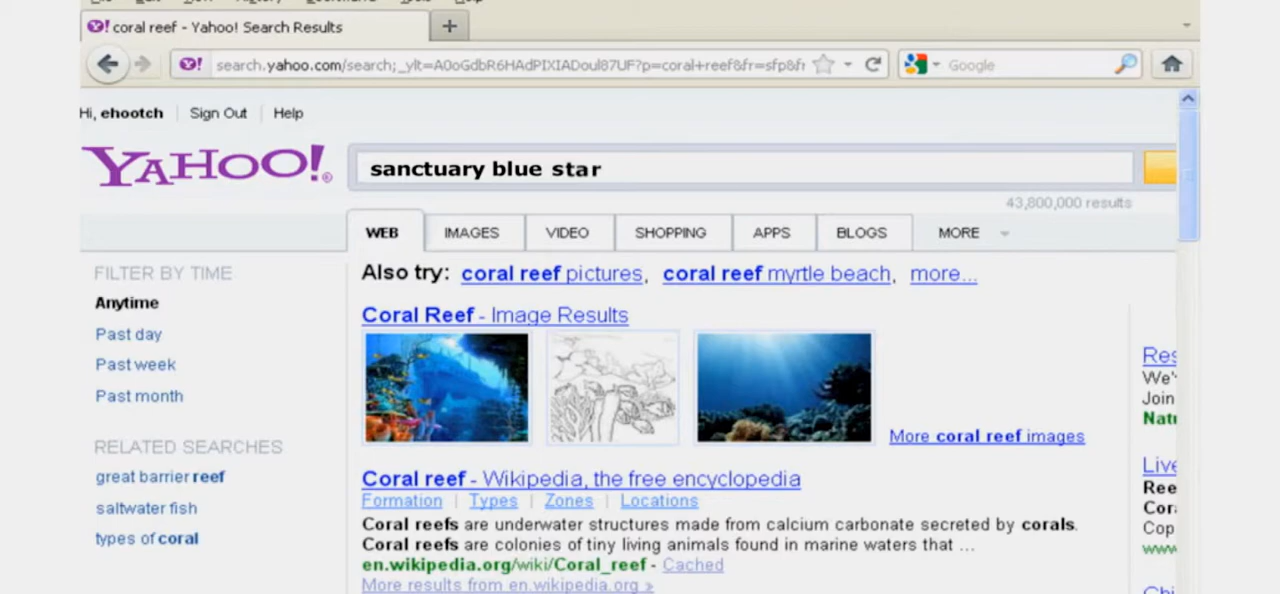 coral reef - Yahoo! Search Results
search.yahoo.com/search;_ylt=A0oGdbR6HAdPIXIADoul87UF?p=coral+reef&fr=sfp&fr
Google
Hi, ehootch | Sign Out | Help
YAHOO!
sanctuary blue star
43,800,000 results
WEB IMAGES VIDEO SHOPPING APPS BLOGS MORE
FILTER BY TIME
Anytime
Past day
Past week
Past month
RELATED SEARCHES
great barrier reef
saltwater fish
types of coral
Also try: coral reef pictures, coral reef myrtle beach, more...
Coral Reef - Image Results
More coral reef images
Coral reef - Wikipedia, the free encyclopedia
Formation | Types | Zones | Locations
Coral reefs are underwater structures made from calcium carbonate secreted by corals.
Coral reefs are colonies of tiny living animals found in marine waters that ...
en.wikipedia.org/wiki/Coral_reef - Cached
More results from en.wikipedia.org »
We'
Join
Live